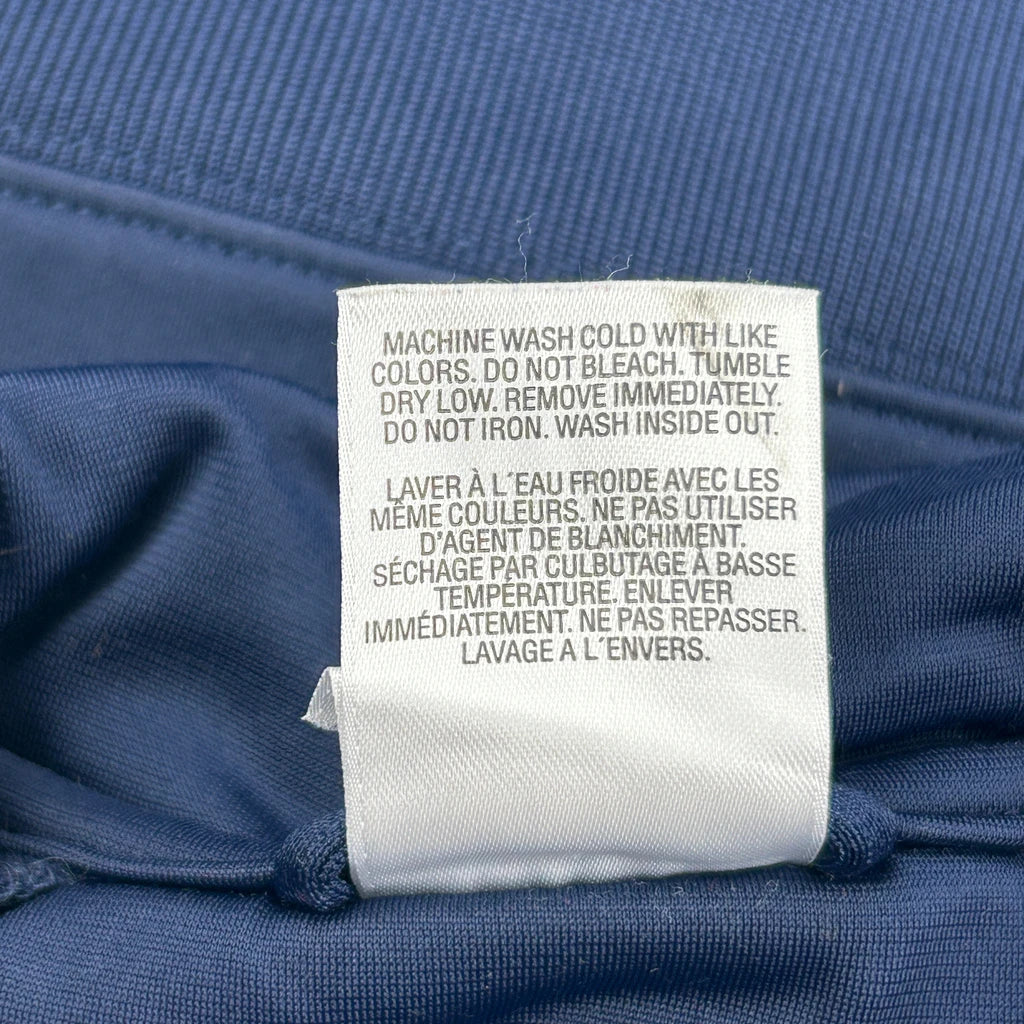 MACHINE WASH COLD WITH LIKE
COLORS. DO NOT BLEACH. TUMBLE
DRY LOW. REMOVE IMMEDIATELY.
DO NOT IRON. WASH INSIDE OUT.
LAVER À L´EAU FROIDE AVEC LES
MÊME COULEURS. NE PAS UTILISER
D'AGENT DE BLANCHIMENT.
SÉCHAGE PAR CULBUTAGE À BASSE
TEMPÉRATURE. ENLEVER
IMMÉDIATEMENT. NE PAS REPASSER.
LAVAGE A L´ENVERS.